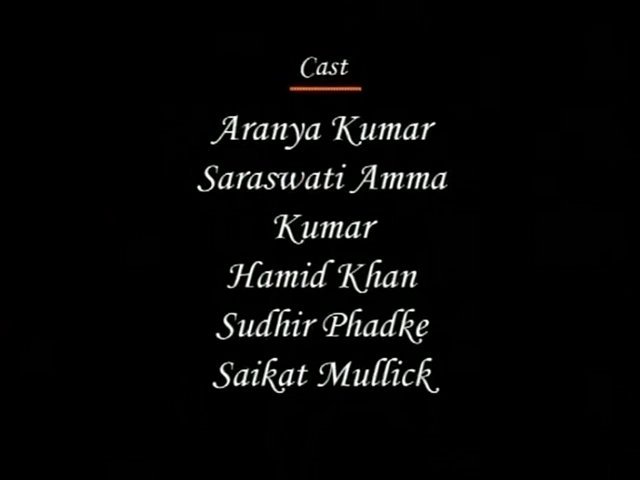 Cast
Aranya Kumar
Saraswati Amma
Kumar
Hamid Khan
Sudhir Phadke
Saikat Mullick